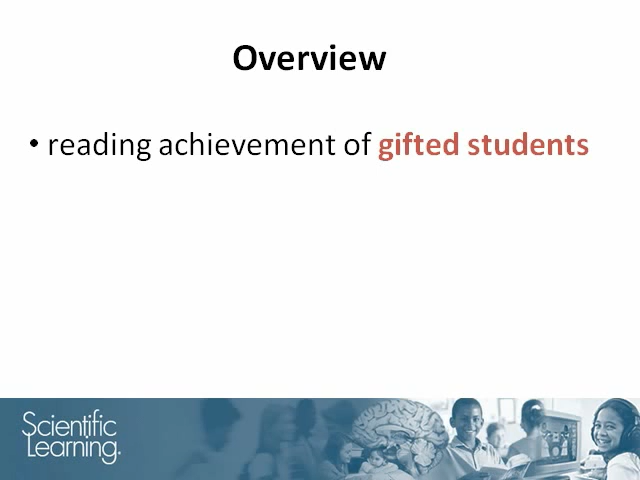 Overview
• reading achievement of gifted students
Scientific
Learning®